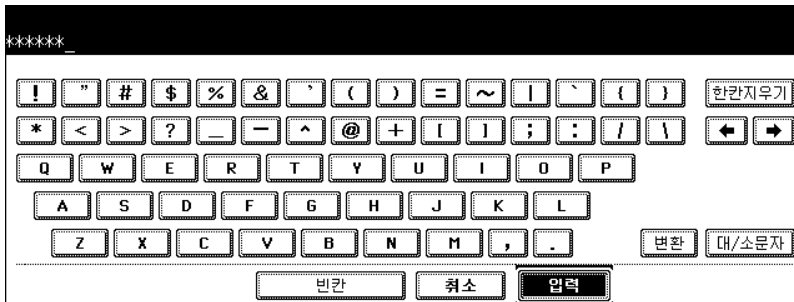 ******_
! " # $ % & ' ( ) = ~ | ` { } 한칸지우기
* < > ? _ - ^ @ + [ ] ; : / \ ← →
Q W E R T Y U I O P
A S D F G H J K L
Z X C V B N M , . 변환 대/소문자
빈칸 취소 입력